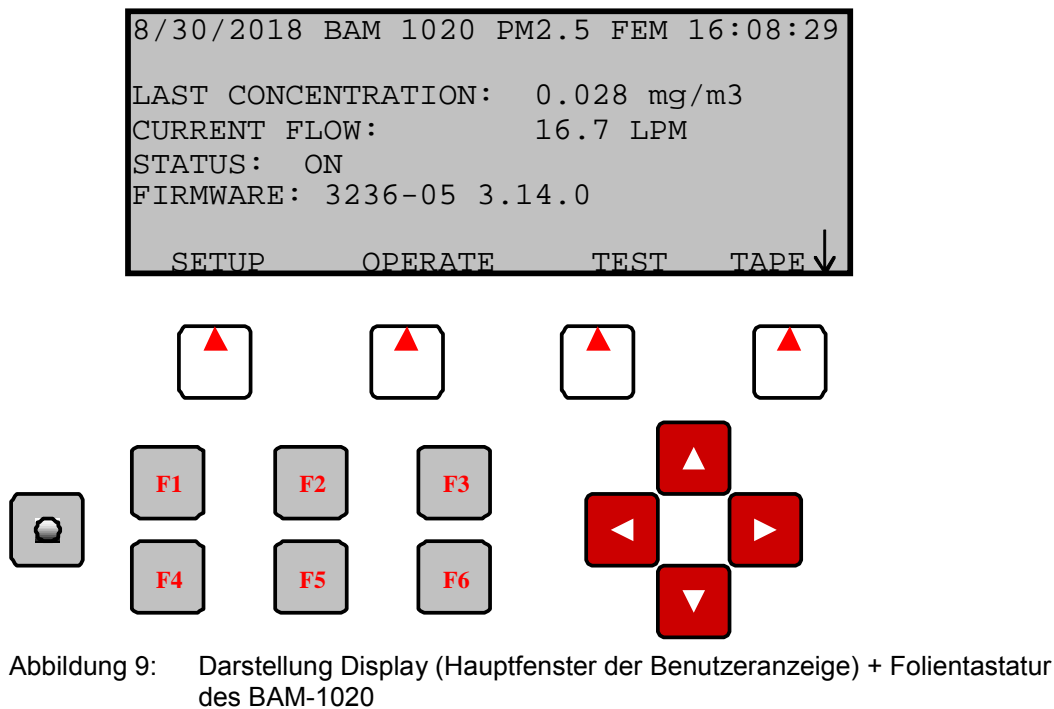 8/30/2018 BAM 1020 PM2.5 FEM 16:08:29
LAST CONCENTRATION: 0.028 mg/m3
CURRENT FLOW: 16.7 LPM
STATUS: ON
FIRMWARE: 3236-05 3.14.0
SETUP OPERATE TEST TAPE
F1 F2 F3
F4 F5 F6
Abbildung 9: Darstellung Display (Hauptfenster der Benutzeranzeige) + Folientastatur
des BAM-1020